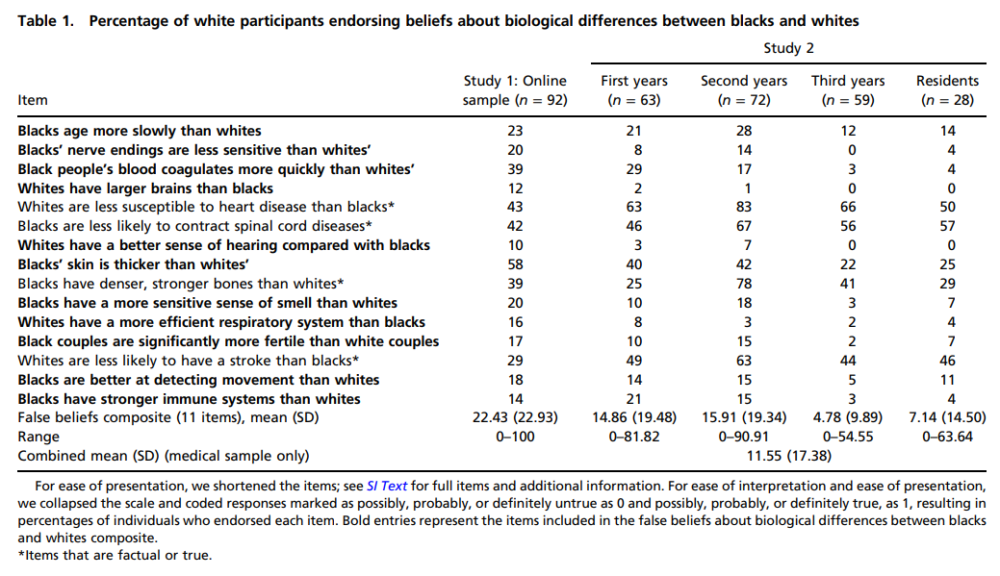 Table 1. Percentage of white participants endorsing beliefs about biological differences between blacks and whites
Study 2
Study 1: Online First years Second years Third years Residents
Item sample (n = 92) (n = 63) (n = 72) (n = 59) (n = 28)
Blacks age more slowly than whites 23 21 28 12 14
Blacks’ nerve endings are less sensitive than whites’ 20 8 14 0 4
Black people’s blood coagulates more quickly than whites’ 39 29 17 3 4
Whites have larger brains than blacks 12 2 1 0 0
Whites are less susceptible to heart disease than blacks* 43 63 83 66 50
Blacks are less likely to contract spinal cord diseases* 42 46 67 56 57
Whites have a better sense of hearing compared with blacks 10 3 7 0 0
Blacks’ skin is thicker than whites’ 58 40 42 22 25
Blacks have denser, stronger bones than whites* 39 25 78 41 29
Blacks have a more sensitive sense of smell than whites 20 10 18 3 7
Whites have a more efficient respiratory system than blacks 16 8 3 2 4
Black couples are significantly more fertile than white couples 17 10 15 2 7
Whites are less likely to have a stroke than blacks* 29 49 63 44 46
Blacks are better at detecting movement than whites 18 14 15 5 11
Blacks have stronger immune systems than whites 14 21 15 3 4
False beliefs composite (11 items), mean (SD) 22.43 (22.93) 14.86 (19.48) 15.91 (19.34) 4.78 (9.89) 7.14 (14.50)
Range 0–100 0–81.82 0–90.91 0–54.55 0–63.64
Combined mean (SD) (medical sample only) 11.55 (17.38)
For ease of presentation, we shortened the items; see SI Text for full items and additional information. For ease of interpretation and ease of presentation,
we collapsed the scale and coded responses marked as possibly, probably, or definitely untrue as 0 and possibly, probably, or definitely true, as 1, resulting in
percentages of individuals who endorsed each item. Bold entries represent the items included in the false beliefs about biological differences between blacks
and whites composite.
*Items that are factual or true.